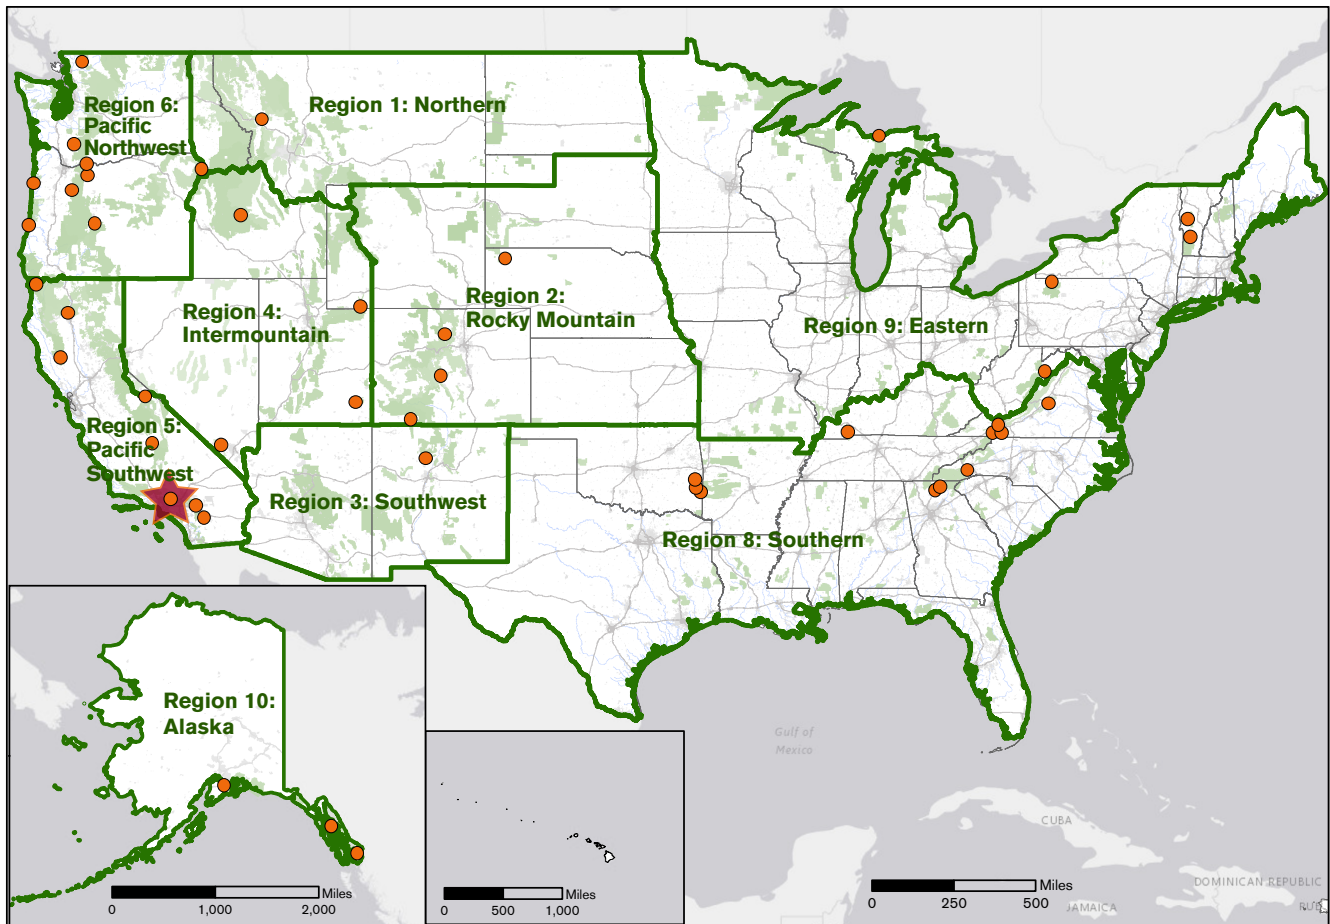 Region 6:
Pacific
Northwest
Region 1: Northern
Region 4:
Intermountain
Region 2:
Rocky Mountain
Region 9: Eastern
Region 5:
Pacific
Southwest
Region 3: Southwest
Region 8: Southern
Region 10:
Alaska
Gulf of
Mexico
CUBA
DOMINICAN REPUBLIC
JAMAICA
Miles
0 1,000 2,000
Miles
0 500 1,000
Miles
0 250 500